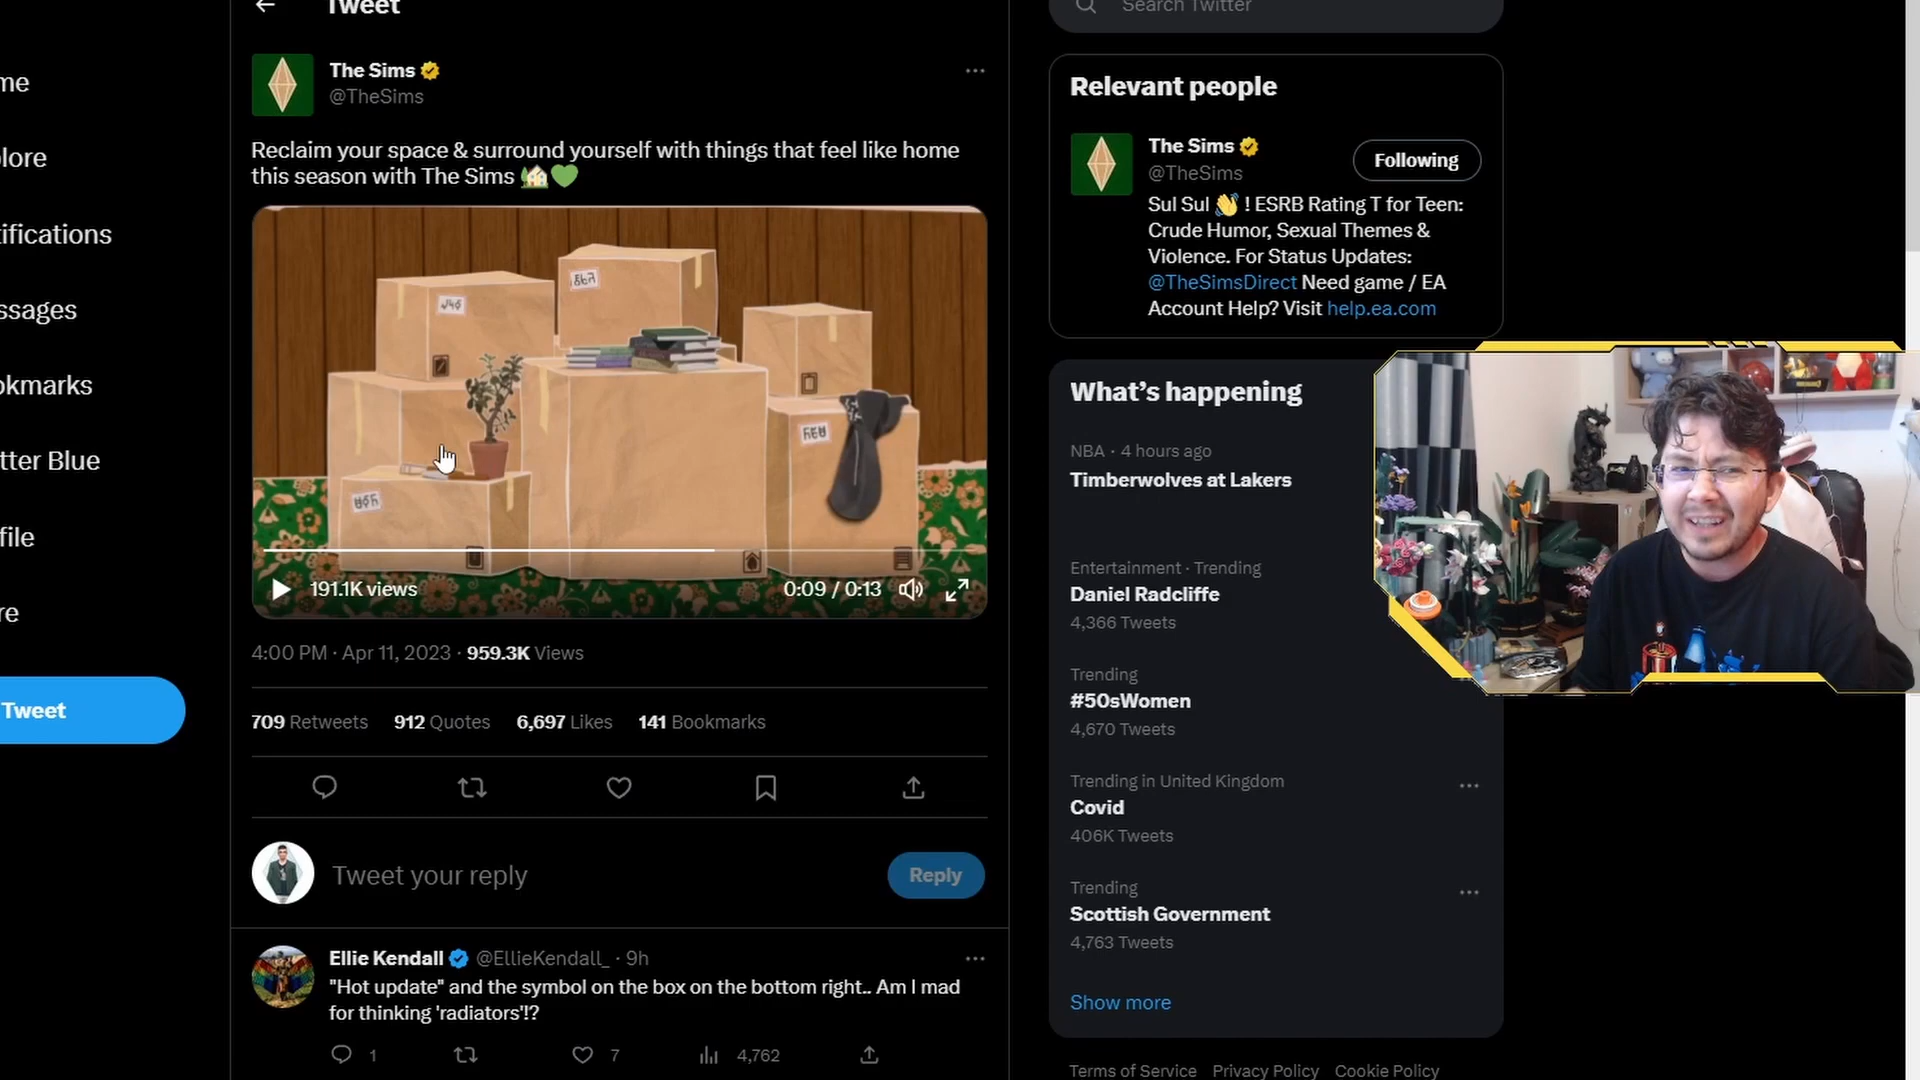 Tweet
Search Twitter
me
lore
ifications
ssages
okmarks
tter Blue
file
re
Tweet
The Sims
@TheSims
Reclaim your space & surround yourself with things that feel like home
this season with The Sims 🏡💚
191.1K views
0:09 / 0:13
4:00 PM · Apr 11, 2023 · 959.3K Views
709 Retweets 912 Quotes 6,697 Likes 141 Bookmarks
Tweet your reply
Reply
Ellie Kendall @EllieKendall_ · 9h
"Hot update" and the symbol on the box on the bottom right.. Am I mad
for thinking 'radiators'!?
1 7 4,762
Relevant people
The Sims
@TheSims
Following
Sul Sul 👋 ! ESRB Rating T for Teen:
Crude Humor, Sexual Themes &
Violence. For Status Updates:
@TheSimsDirect Need game / EA
Account Help? Visit help.ea.com
What's happening
NBA · 4 hours ago
Timberwolves at Lakers
Entertainment · Trending
Daniel Radcliffe
4,366 Tweets
Trending
#50sWomen
4,670 Tweets
Trending in United Kingdom
Covid
406K Tweets
Trending
Scottish Government
4,763 Tweets
Show more
Terms of Service Privacy Policy Cookie Policy